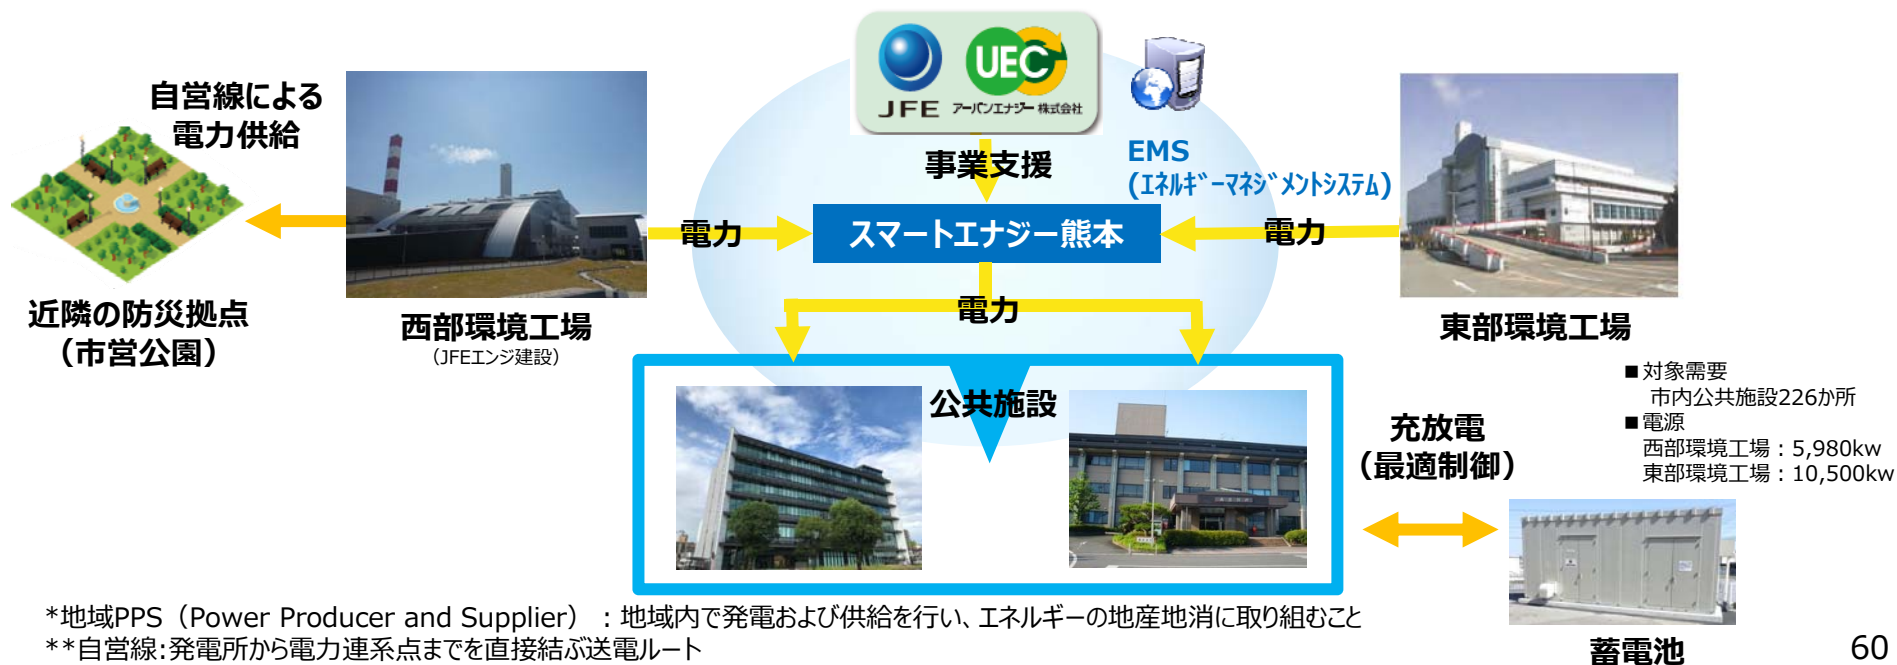 JFE
UEC
アーバンエナジー 株式会社
自営線による
電力供給
事業支援
EMS
(ｴﾈﾙｷﾞｰﾏﾈｼﾞﾒﾝﾄｼｽﾃﾑ)
電力
スマートエナジー熊本
電力
電力
近隣の防災拠点
（市営公園）
西部環境工場
（JFEエンジ建設）
東部環境工場
公共施設
■対象需要
市内公共施設226か所
■電源
西部環境工場：5,980kw
東部環境工場：10,500kw
充放電
（最適制御）
蓄電池
*地域PPS（Power Producer and Supplier）：地域内で発電および供給を行い、エネルギーの地産地消に取り組むこと
**自営線:発電所から電力連系点までを直接結ぶ送電ルート
60